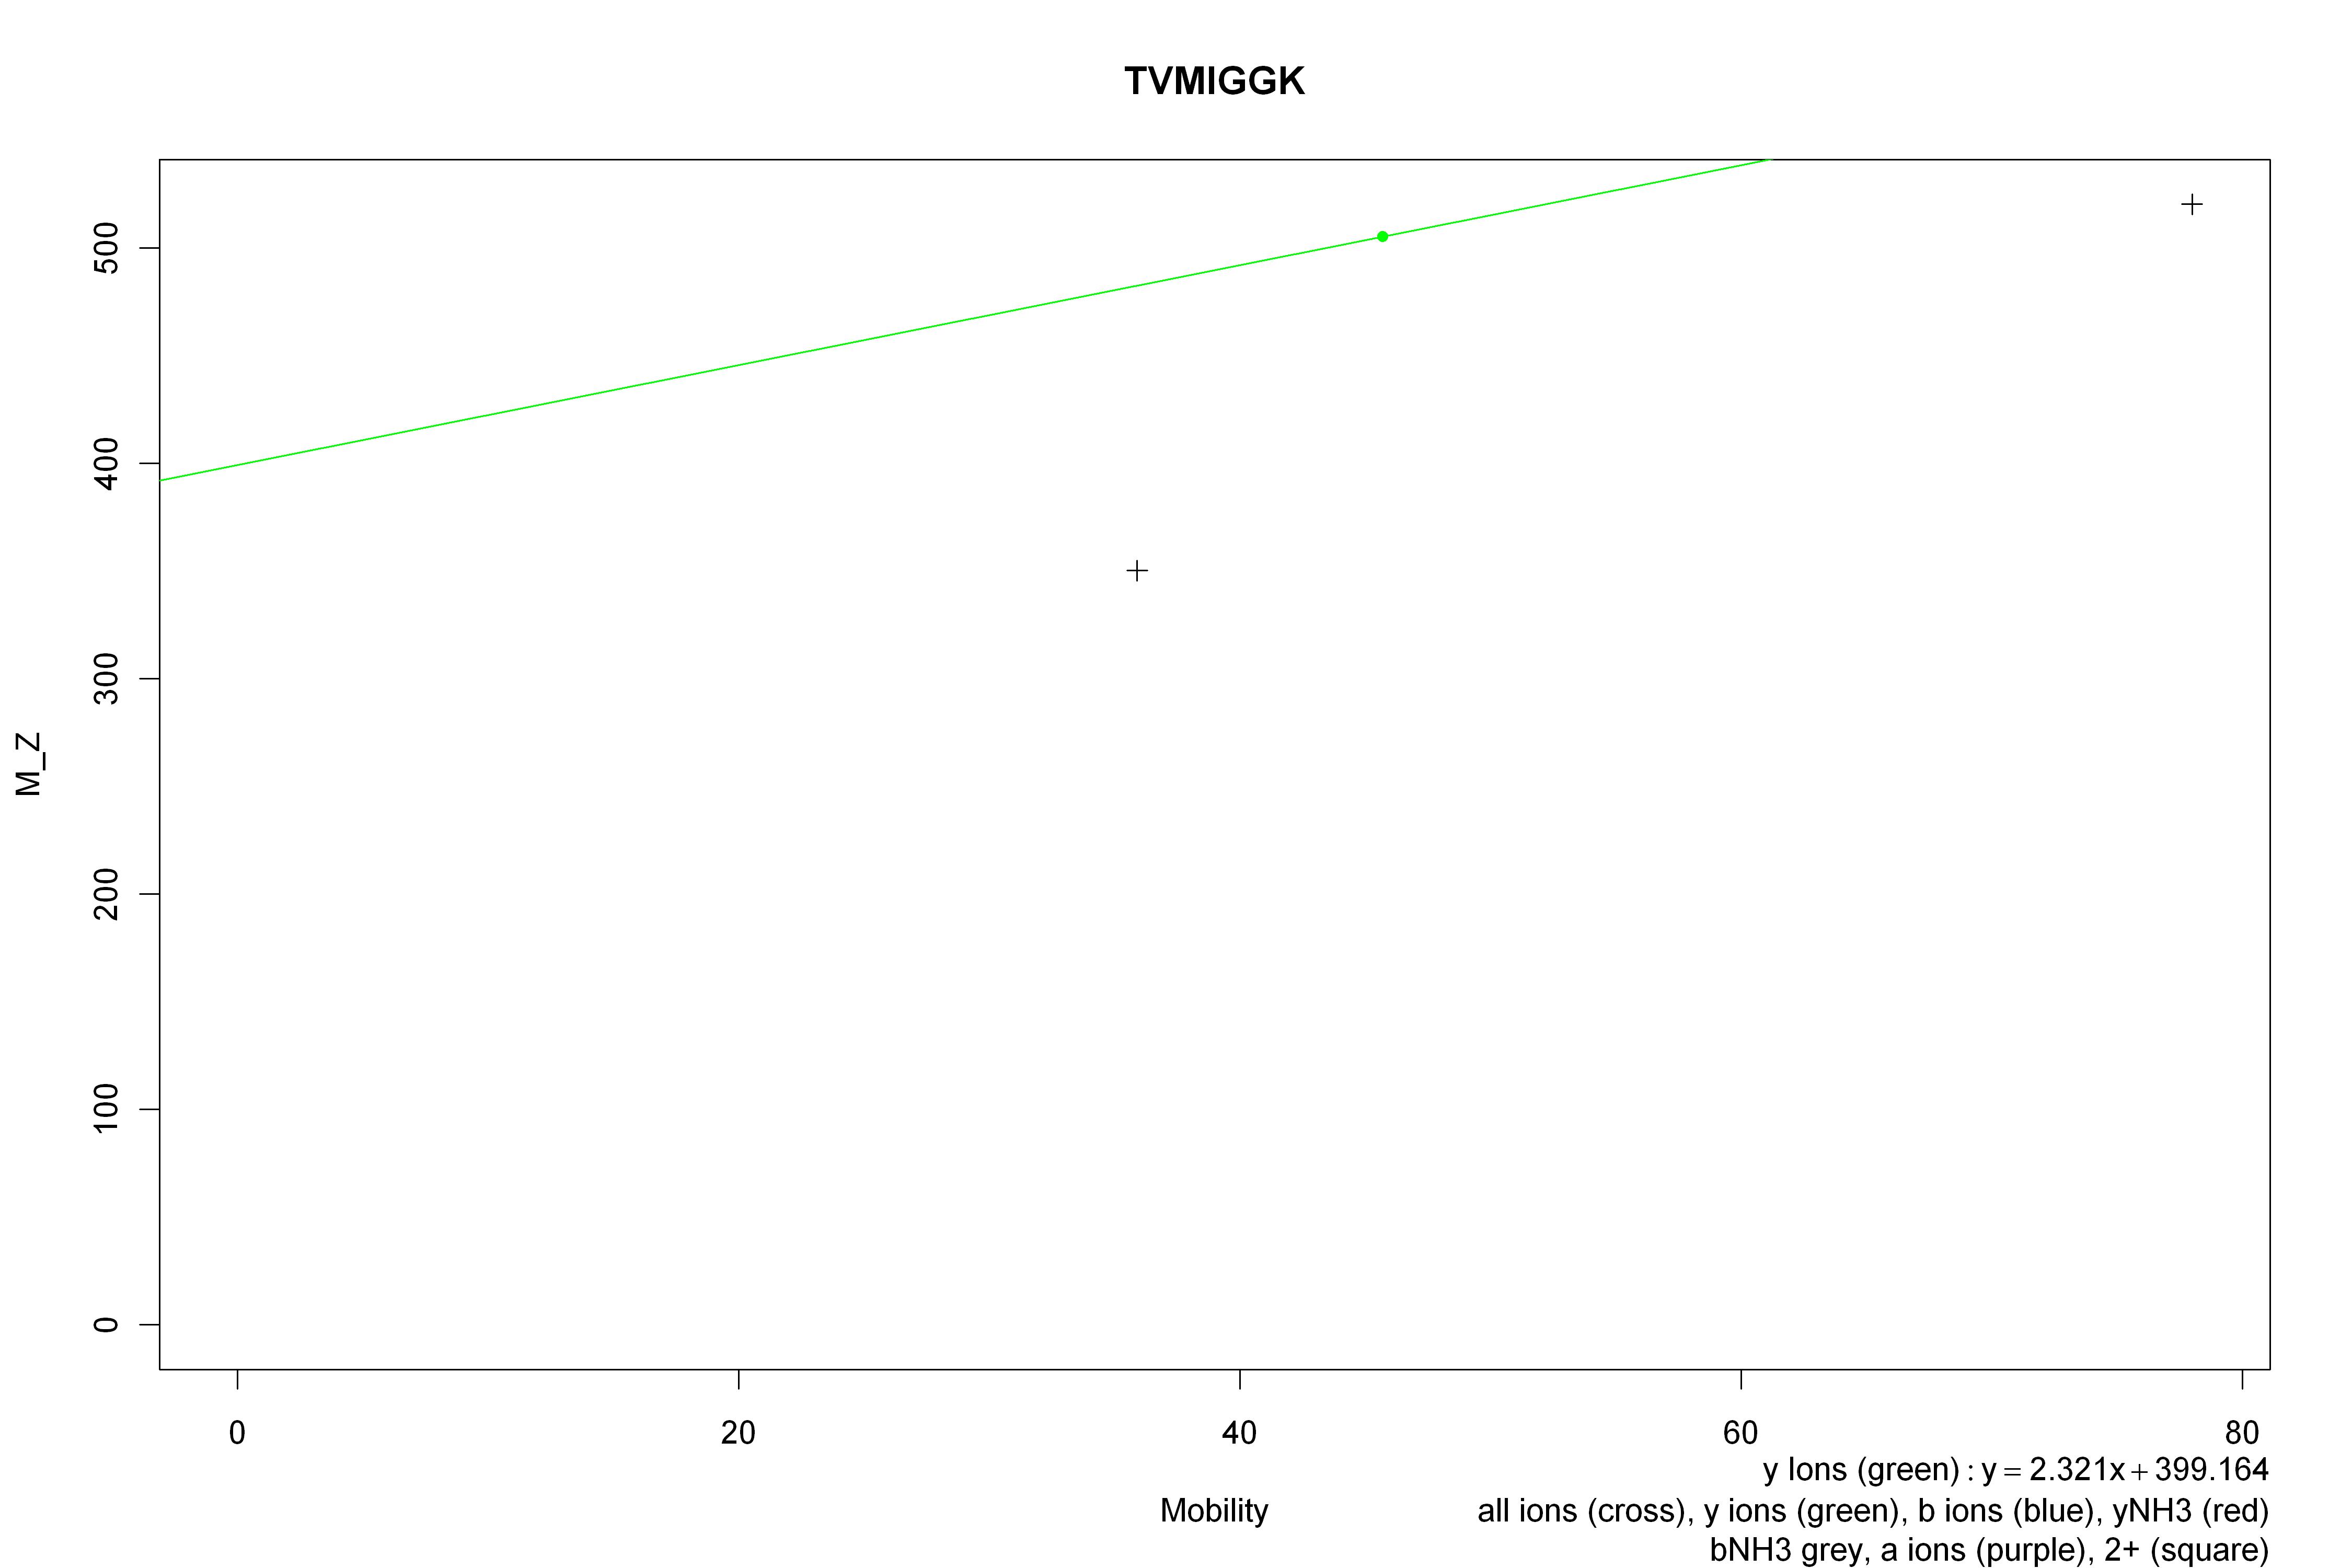 TVMIGGK
M_Z
500
400
300
200
100
0
0 20 40 60 80
y Ions (green) : y = 2.321x + 399.164
Mobility
all ions (cross), y ions (green), b ions (blue), yNH3 (red)
bNH3 grey, a ions (purple), 2+ (square)